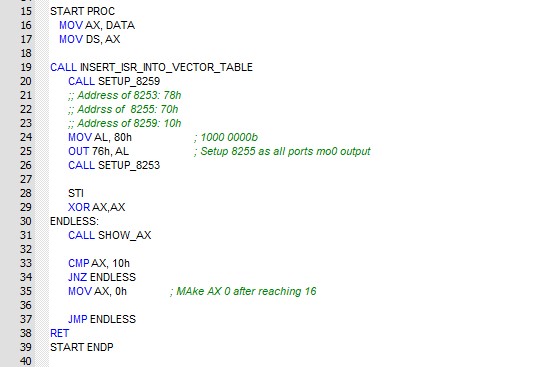 15 START PROC
16 MOV AX, DATA
17 MOV DS, AX
18
19 CALL INSERT_ISR_INTO_VECTOR_TABLE
20 CALL SETUP_8259
21 ;; Address of 8253: 78h
22 ;; Addrss of 8255: 70h
23 ;; Address of 8259: 10h
24 MOV AL, 80h ; 1000 0000b
25 OUT 76h, AL ; Setup 8255 as all ports mo0 output
26 CALL SETUP_8253
27
28 STI
29 XOR AX,AX
30 ENDLESS:
31 CALL SHOW_AX
32
33 CMP AX, 10h
34 JNZ ENDLESS
35 MOV AX, 0h ; MAke AX 0 after reaching 16
36
37 JMP ENDLESS
38 RET
39 START ENDP
40